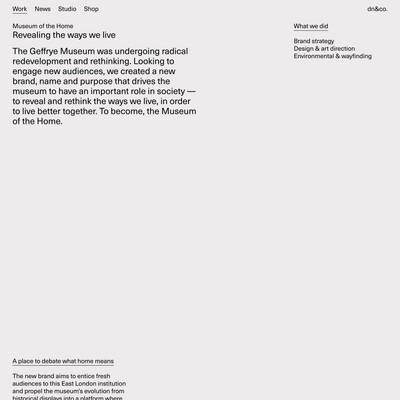 Work News Studio Shop dn&co.
Museum of the Home
Revealing the ways we live
The Geffrye Museum was undergoing radical
redevelopment and rethinking. Looking to
engage new audiences, we created a new
brand, name and purpose that drives the
museum to have an important role in society —
to reveal and rethink the ways we live, in order
to live better together. To become, the Museum
of the Home.
What we did
Brand strategy
Design & art direction
Environmental & wayfinding
A place to debate what home means
The new brand aims to entice fresh
audiences to this East London institution
and propel the museum's evolution from
historical displays into a platform where